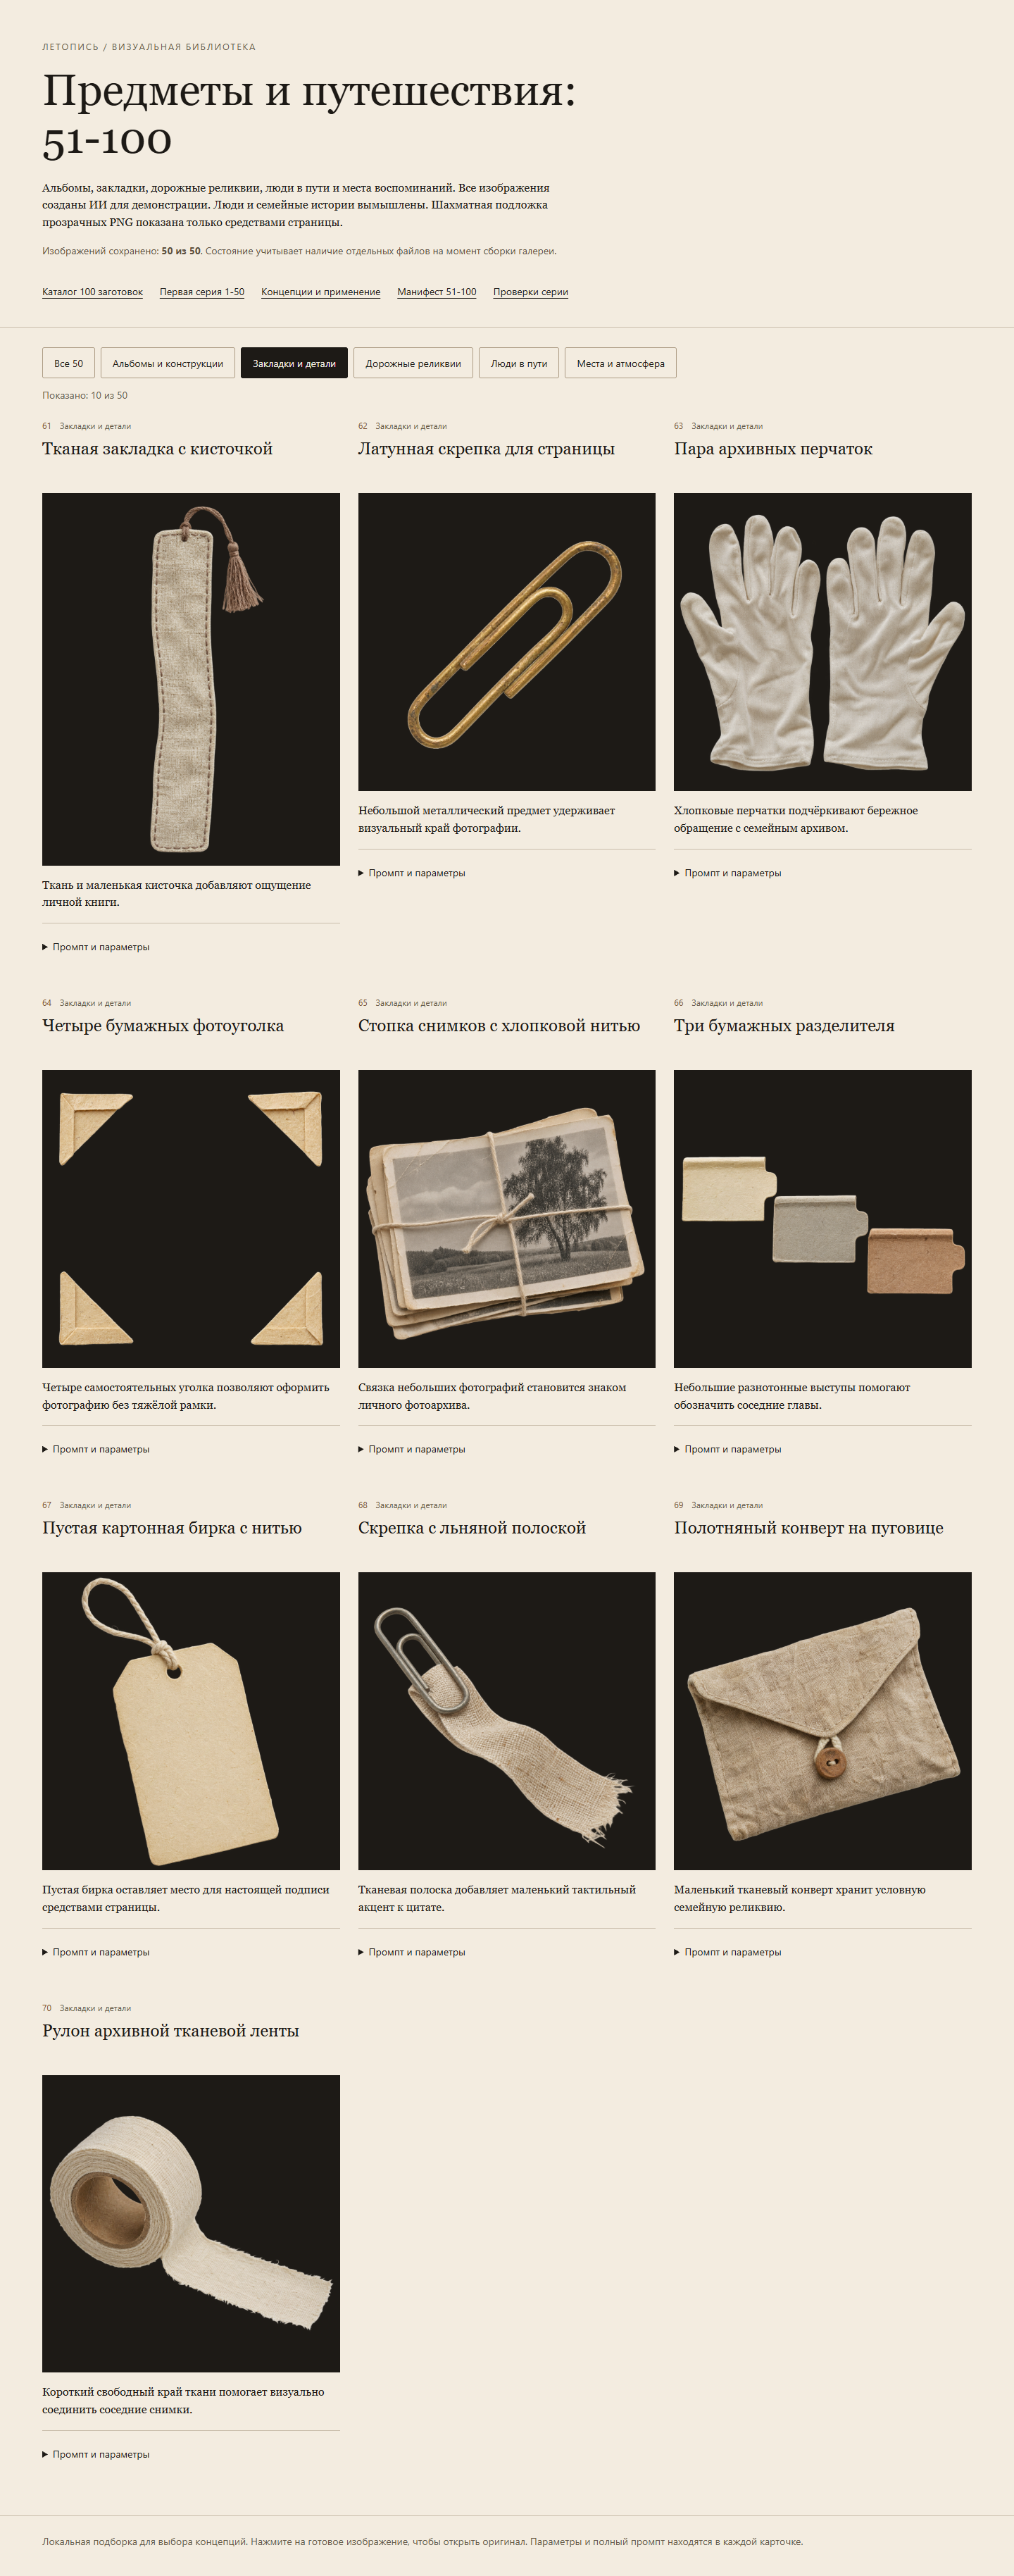 ЛЕТОПИСЬ / ВИЗУАЛЬНАЯ БИБЛИОТЕКА
Предметы и путешествия:
51-100
Альбомы, закладки, дорожные реликвии, люди в пути и места воспоминаний. Все изображения
созданы ИИ для демонстрации. Люди и семейные истории вымышлены. Шахматная подложка
прозрачных PNG показана только средствами страницы.
Изображений сохранено: 50 из 50. Состояние учитывает наличие отдельных файлов на момент сборки галереи.
Каталог 100 заготовок Первая серия 1-50 Концепции и применение Манифест 51-100 Проверки серии
Все 50 Альбомы и конструкции Закладки и детали Дорожные реликвии Люди в пути Места и атмосфера
Показано: 10 из 50
61 Закладки и детали
Тканая закладка с кисточкой
Ткань и маленькая кисточка добавляют ощущение
личной книги.
▶ Промпт и параметры
62 Закладки и детали
Латунная скрепка для страницы
Небольшой металлический предмет удерживает
визуальный край фотографии.
▶ Промпт и параметры
63 Закладки и детали
Пара архивных перчаток
Хлопковые перчатки подчёркивают бережное
обращение с семейным архивом.
▶ Промпт и параметры
64 Закладки и детали
Четыре бумажных фотоуголка
Четыре самостоятельных уголка позволяют оформить
фотографию без тяжёлой рамки.
▶ Промпт и параметры
65 Закладки и детали
Стопка снимков с хлопковой нитью
Связка небольших фотографий становится знаком
личного фотоархива.
▶ Промпт и параметры
66 Закладки и детали
Три бумажных разделителя
Небольшие разнотонные выступы помогают
обозначить соседние главы.
▶ Промпт и параметры
67 Закладки и детали
Пустая картонная бирка с нитью
Пустая бирка оставляет место для настоящей подписи
средствами страницы.
▶ Промпт и параметры
68 Закладки и детали
Скрепка с льняной полоской
Тканевая полоска добавляет маленький тактильный
акцент к цитате.
▶ Промпт и параметры
69 Закладки и детали
Полотняный конверт на пуговице
Маленький тканевый конверт хранит условную
семейную реликвию.
▶ Промпт и параметры
70 Закладки и детали
Рулон архивной тканевой ленты
Короткий свободный край ткани помогает визуально
соединить соседние снимки.
▶ Промпт и параметры
Локальная подборка для выбора концепций. Нажмите на готовое изображение, чтобы открыть оригинал. Параметры и полный промпт находятся в каждой карточке.